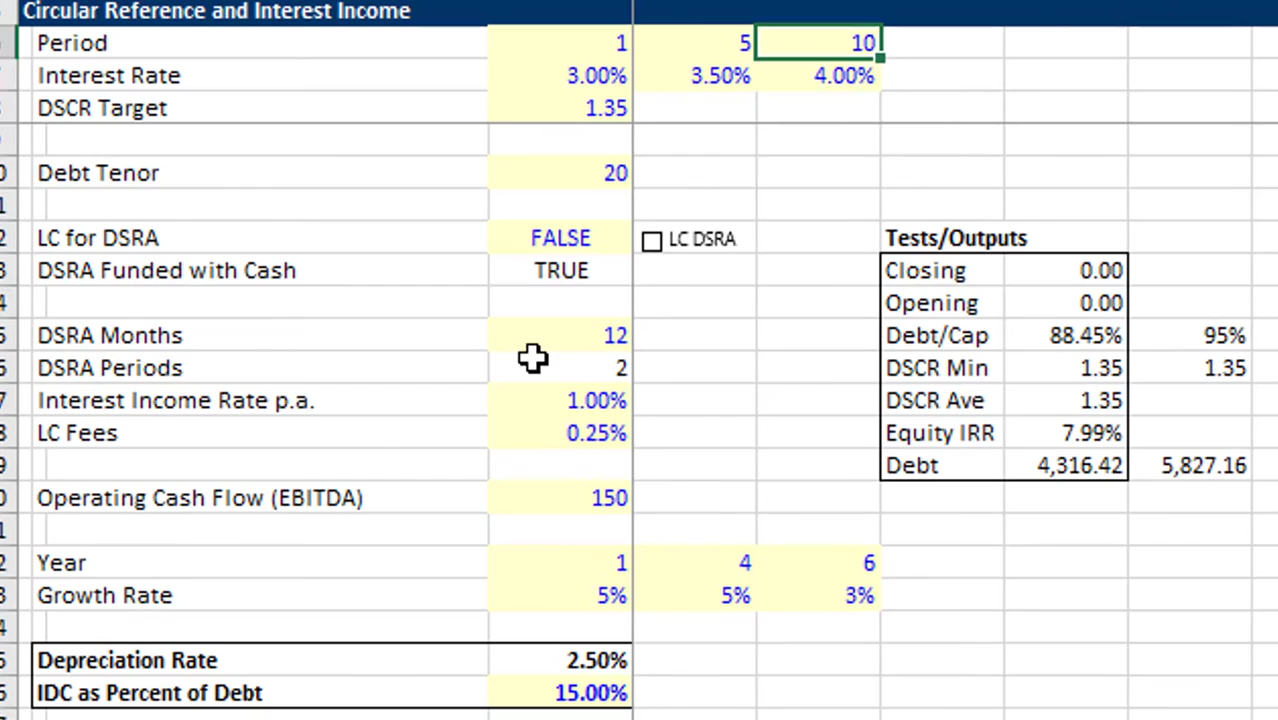 Circular Reference and Interest Income
Period 1 5 10
Interest Rate 3.00% 3.50% 4.00%
DSCR Target 1.35
Debt Tenor 20
LC for DSRA FALSE LC DSRA Tests/Outputs
DSRA Funded with Cash TRUE Closing 0.00
Opening 0.00
DSRA Months 12 Debt/Cap 88.45% 95%
DSRA Periods 2 DSCR Min 1.35 1.35
Interest Income Rate p.a. 1.00% DSCR Ave 1.35
LC Fees 0.25% Equity IRR 7.99%
Debt 4,316.42 5,827.16
Operating Cash Flow (EBITDA) 150
Year 1 4 6
Growth Rate 5% 5% 3%
Depreciation Rate 2.50%
IDC as Percent of Debt 15.00%